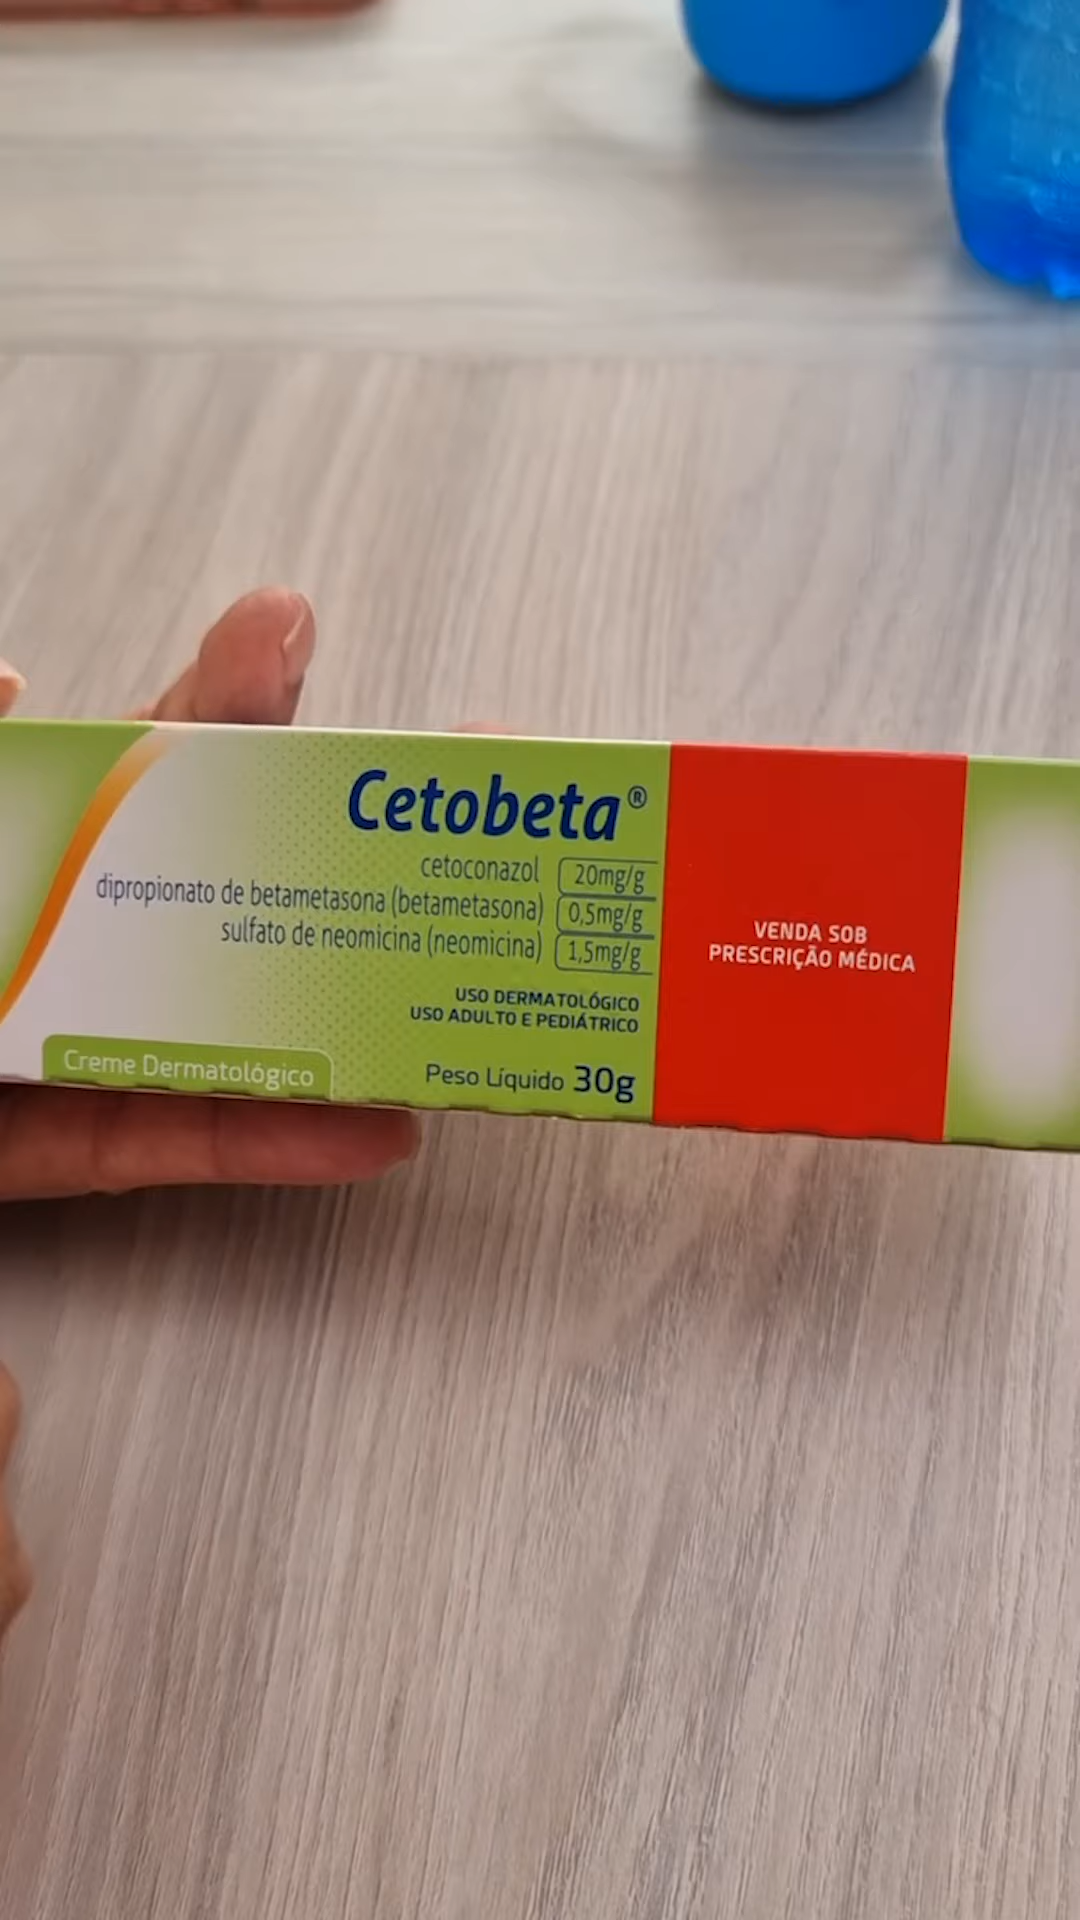 Cetobeta®
cetoconazol 20mg/g
dipropionato de betametasona (betametasona) 0,5mg/g
sulfato de neomicina (neomicina) 1,5mg/g
USO DERMATOLÓGICO
USO ADULTO E PEDIÁTRICO
Creme Dermatológico
Peso Líquido 30g
VENDA SOB
PRESCRIÇÃO MÉDICA